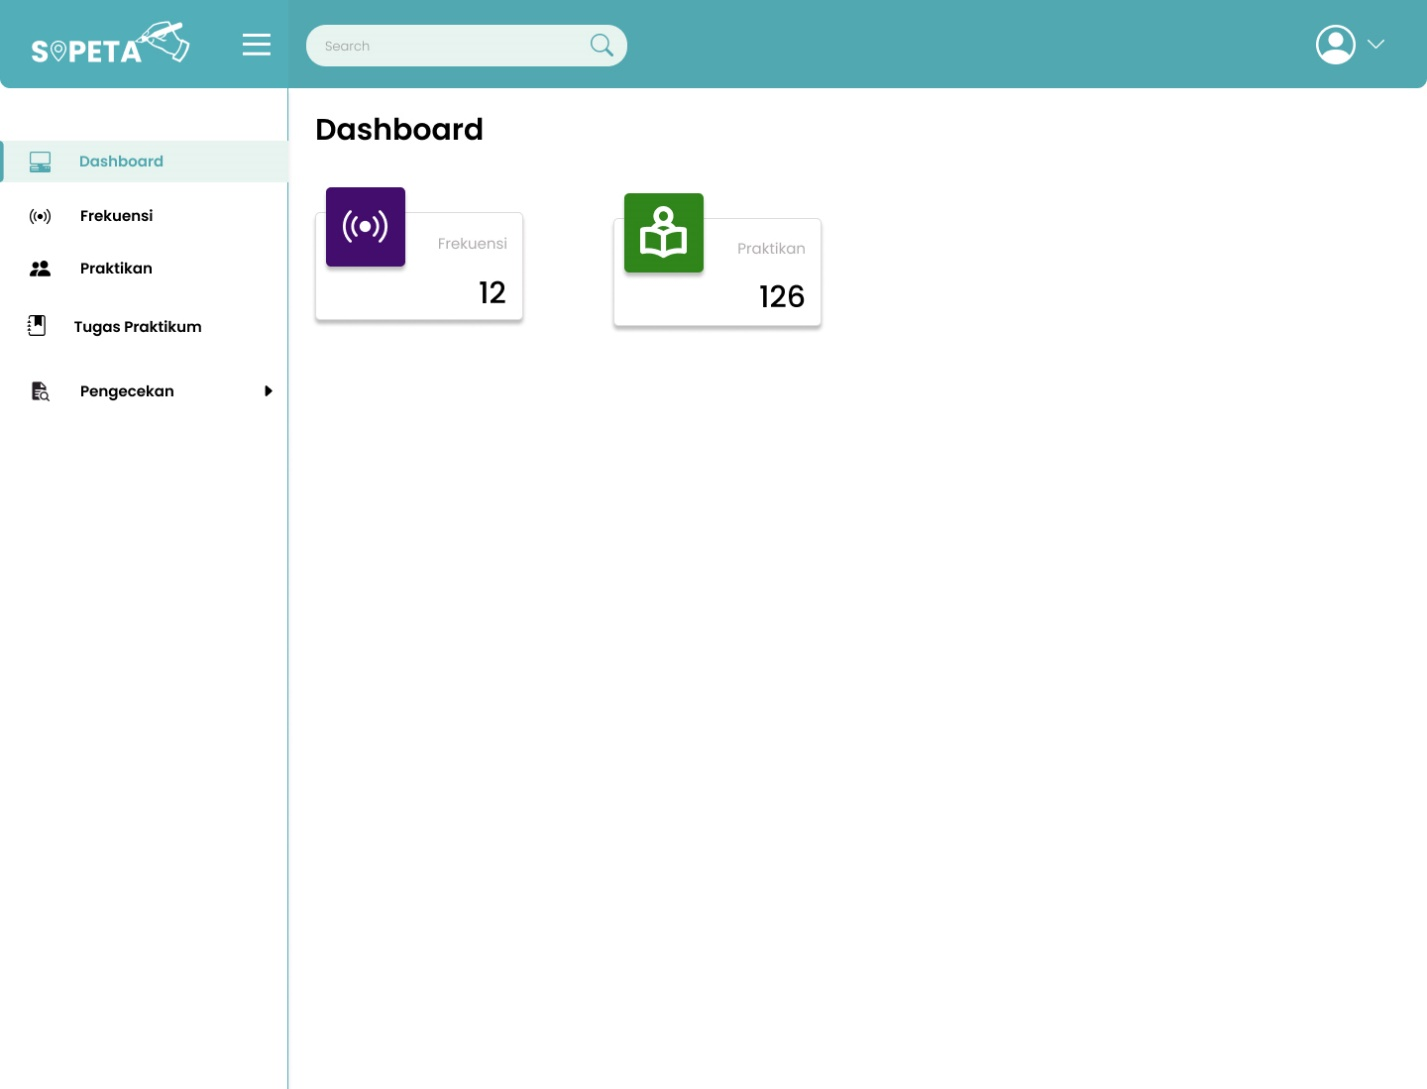 SOPETA
Search
Dashboard
Dashboard
Frekuensi
Praktikan
Tugas Praktikum
Pengecekan
Frekuensi
12
Praktikan
126